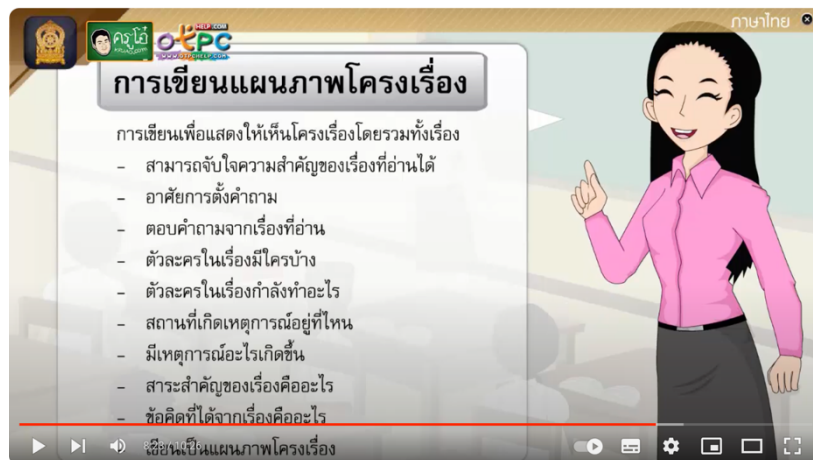 ภาษาไทย
ครูโอ๋
HELP.COM
OTPC
WWW.OTPCHELP.COM
การเขียนแผนภาพโครงเรื่อง
การเขียนเพื่อแสดงให้เห็นโครงเรื่องโดยรวมทั้งเรื่อง
- สามารถจับใจความสำคัญของเรื่องที่อ่านได้
- อาศัยการตั้งคำถาม
- ตอบคำถามจากเรื่องที่อ่าน
- ตัวละครในเรื่องมีใครบ้าง
- ตัวละครในเรื่องกำลังทำอะไร
- สถานที่เกิดเหตุการณ์อยู่ที่ไหน
- มีเหตุการณ์อะไรเกิดขึ้น
- สาระสำคัญของเรื่องคืออะไร
- ข้อคิดที่ได้จากเรื่องคืออะไร
- เขียนเป็นแผนภาพโครงเรื่อง